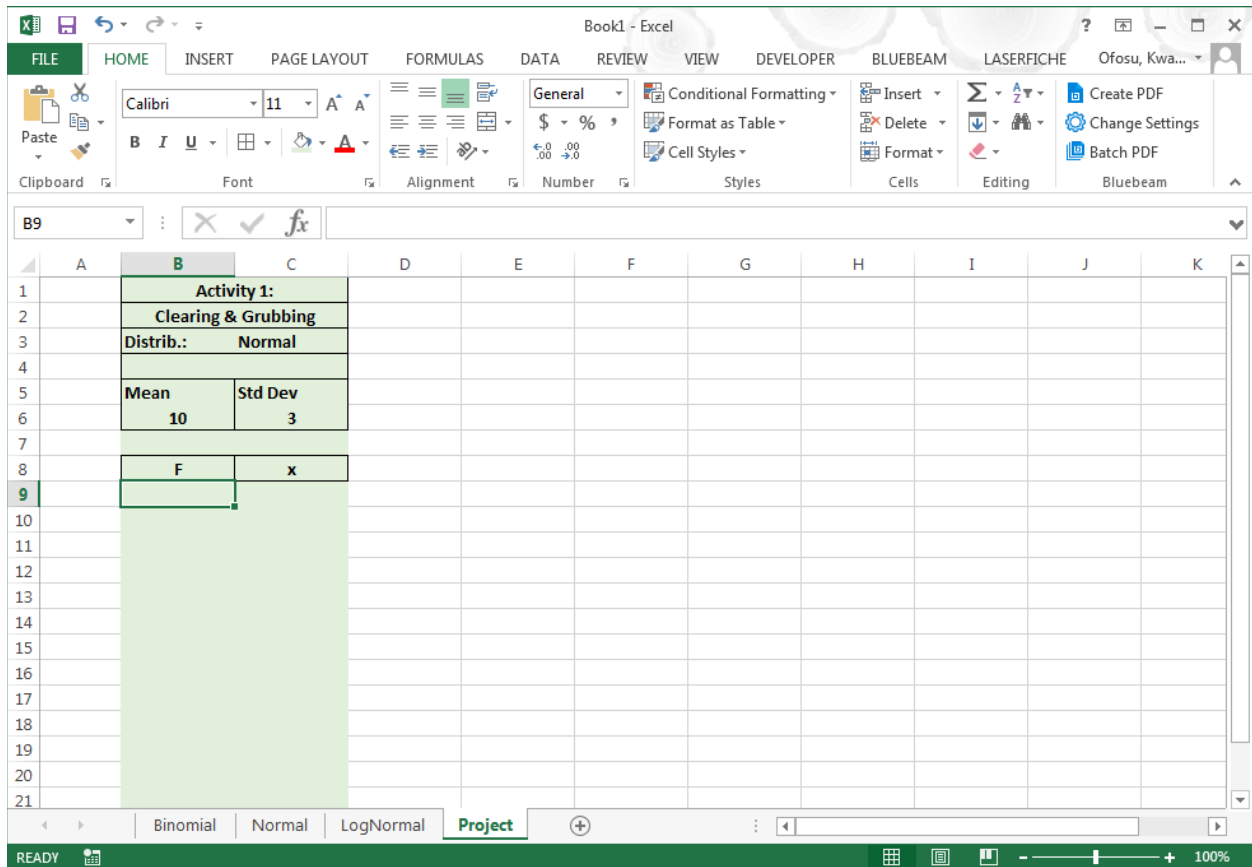 Book1 - Excel
FILE HOME INSERT PAGE LAYOUT FORMULAS DATA REVIEW VIEW DEVELOPER BLUEBEAM LASERFICHE Ofosu, Kwa...
Paste
Calibri 11
B I U
General
$ % ,
Conditional Formatting
Format as Table
Cell Styles
Insert
Delete
Format
Create PDF
Change Settings
Batch PDF
Clipboard Font Alignment Number Styles Cells Editing Bluebeam
B9 fx
A B C D E F G H I J K
1 Activity 1:
2 Clearing & Grubbing
3 Distrib.: Normal
4
5 Mean Std Dev
6 10 3
7
8 F x
9
10
11
12
13
14
15
16
17
18
19
20
21
Binomial Normal LogNormal Project
READY 100%